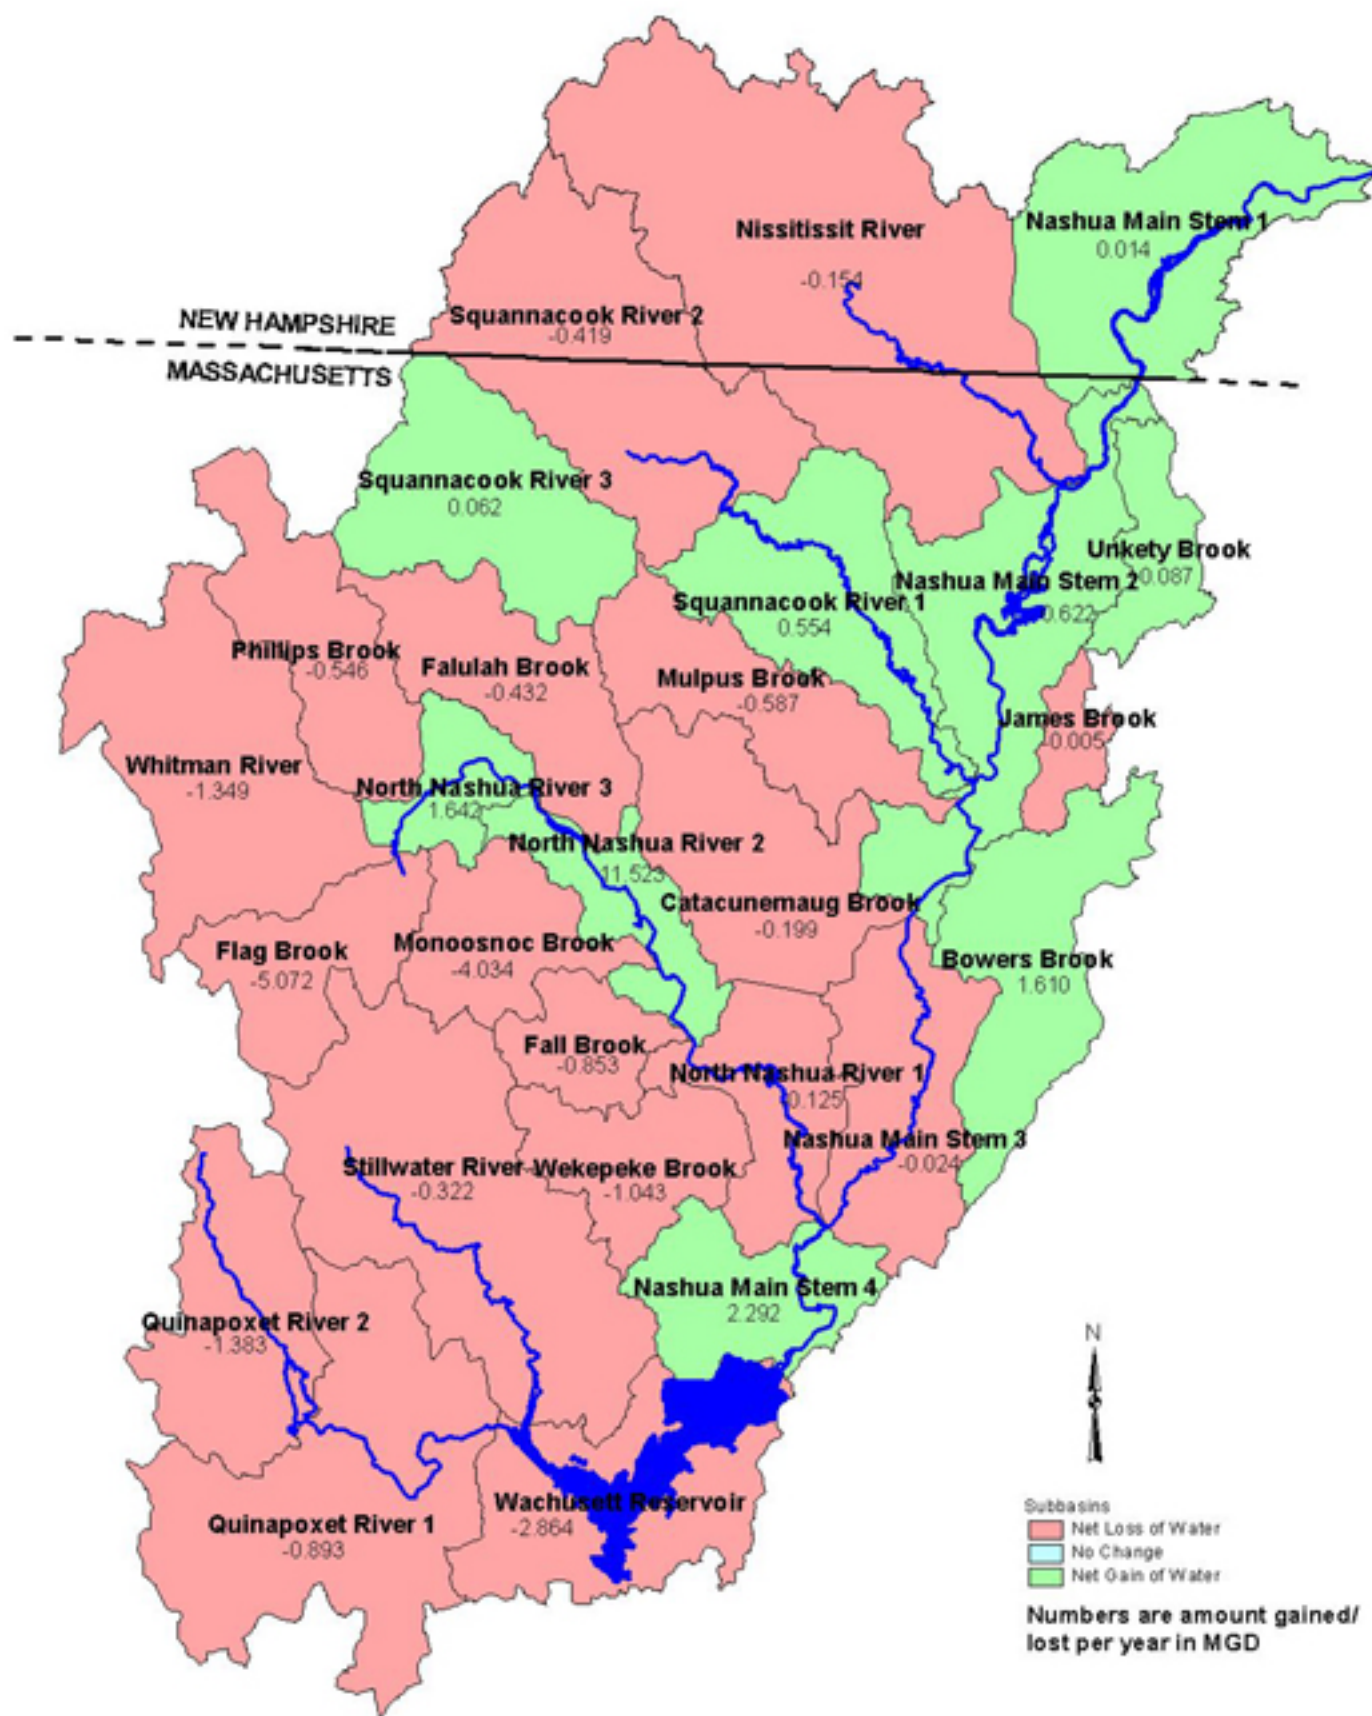 Nissitissit River
-0.154
Nashua Main Stem 1
0.014
Squannacook River 2
-0.419
NEW HAMPSHIRE
MASSACHUSETTS
Squannacook River 3
0.062
Unkety Brook
0.087
Nashua Main Stem 2
0.622
Squannacook River 1
0.554
Phillips Brook
-0.546
Falulah Brook
-0.432
Mulpus Brook
-0.587
James Brook
-0.005
Whitman River
-1.349
North Nashua River 3
1.642
North Nashua River 2
11.523
Catacunemaug Brook
-0.199
Flag Brook
-5.072
Monoosnoc Brook
-4.034
Bowers Brook
1.610
Fall Brook
-0.853
North Nashua River 1
-0.125
Nashua Main Stem 3
-0.024
Stillwater River
-0.322
Wekepeke Brook
-1.043
Nashua Main Stem 4
2.292
Quinapoxet River 2
-1.383
N
Wachusett Reservoir
-2.864
Quinapoxet River 1
-0.893
Subbasins
Net Loss of Water
No Change
Net Gain of Water
Numbers are amount gained/
lost per year in MGD